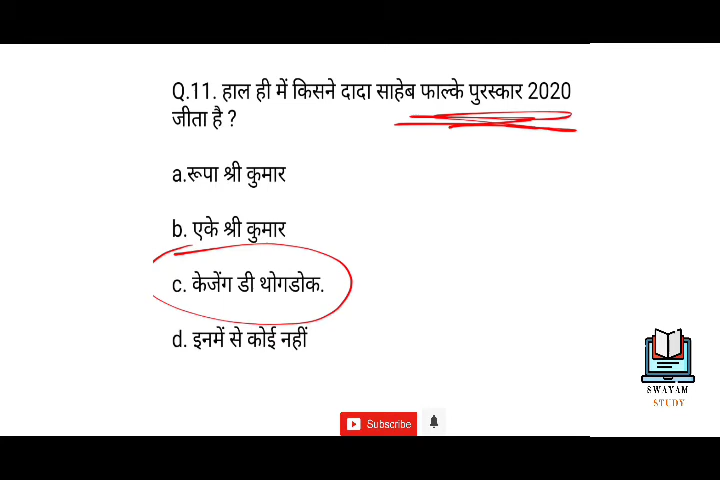 Q.11. हाल ही में किसने दादा साहेब फाल्के पुरस्कार 2020
जीता है ?
a.रूपा श्री कुमार
b. एके श्री कुमार
c. केजेंग डी थोगडोक.
d. इनमें से कोई नहीं
SWAYAM
STUDY
Subscribe